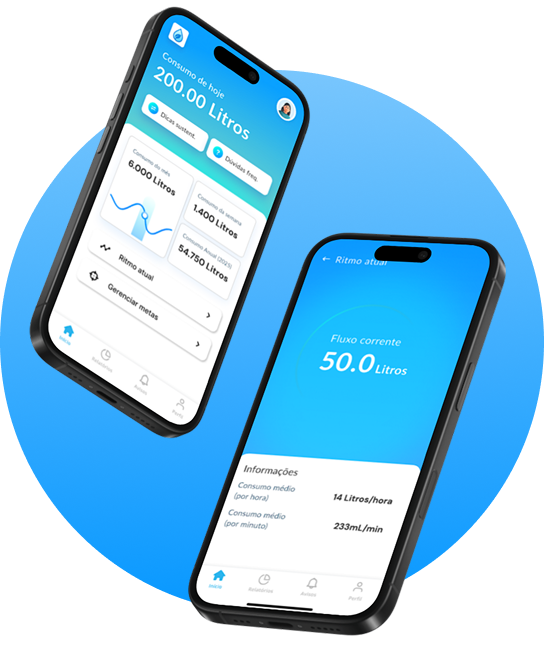 Consumo de hoje
200.00 Litros
Dicas sustent.
Dúvidas freq.
Consumo do mês
6.000 Litros
Consumo da semana
1.400 Litros
Consumo Anual (2025)
54.750 Litros
Ritmo atual
Gerenciar metas
Início
Relatórios
Avisos
Perfil
← Ritmo atual
Fluxo corrente
50.0 Litros
Informações
Consumo médio
(por hora)
14 Litros/hora
Consumo médio
(por minuto)
233mL/min
Início
Relatórios
Avisos
Perfil